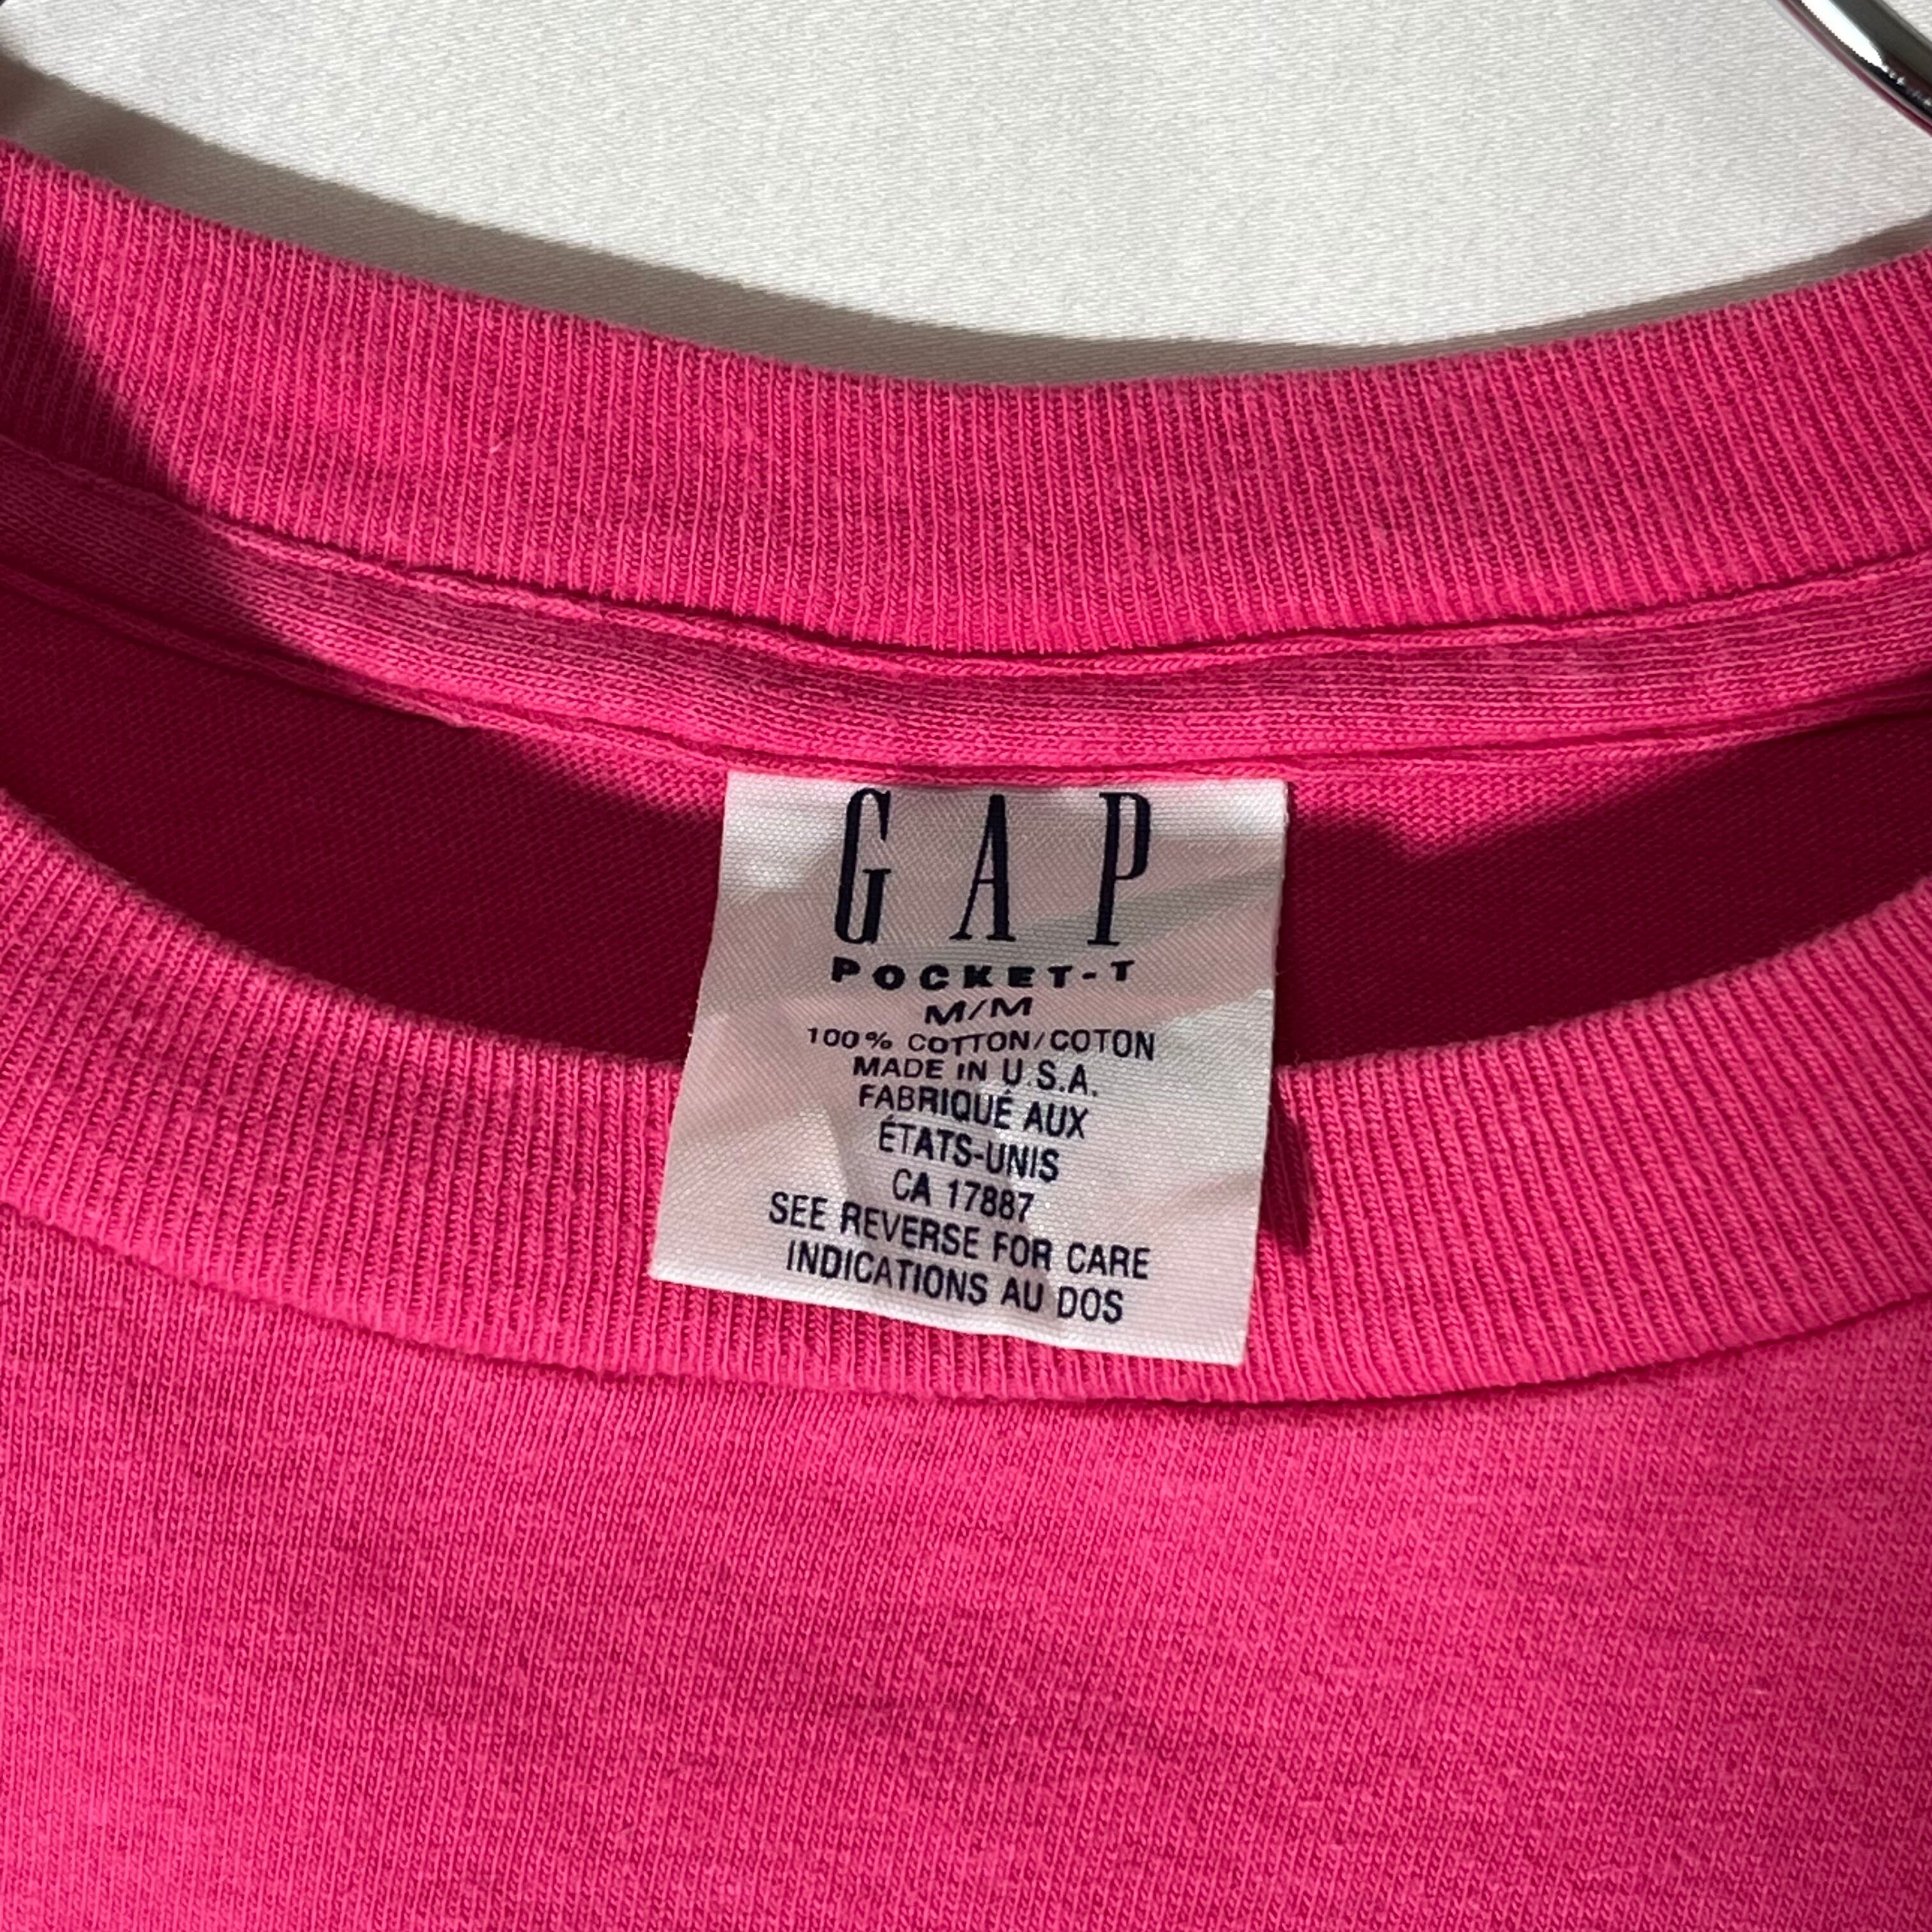 GAP
POCKET-T
M/M
100% COTTON/COTON
MADE IN U.S.A.
FABRIQUÉ AUX
ÉTATS-UNIS
CA 17887
SEE REVERSE FOR CARE
INDICATIONS AU DOS